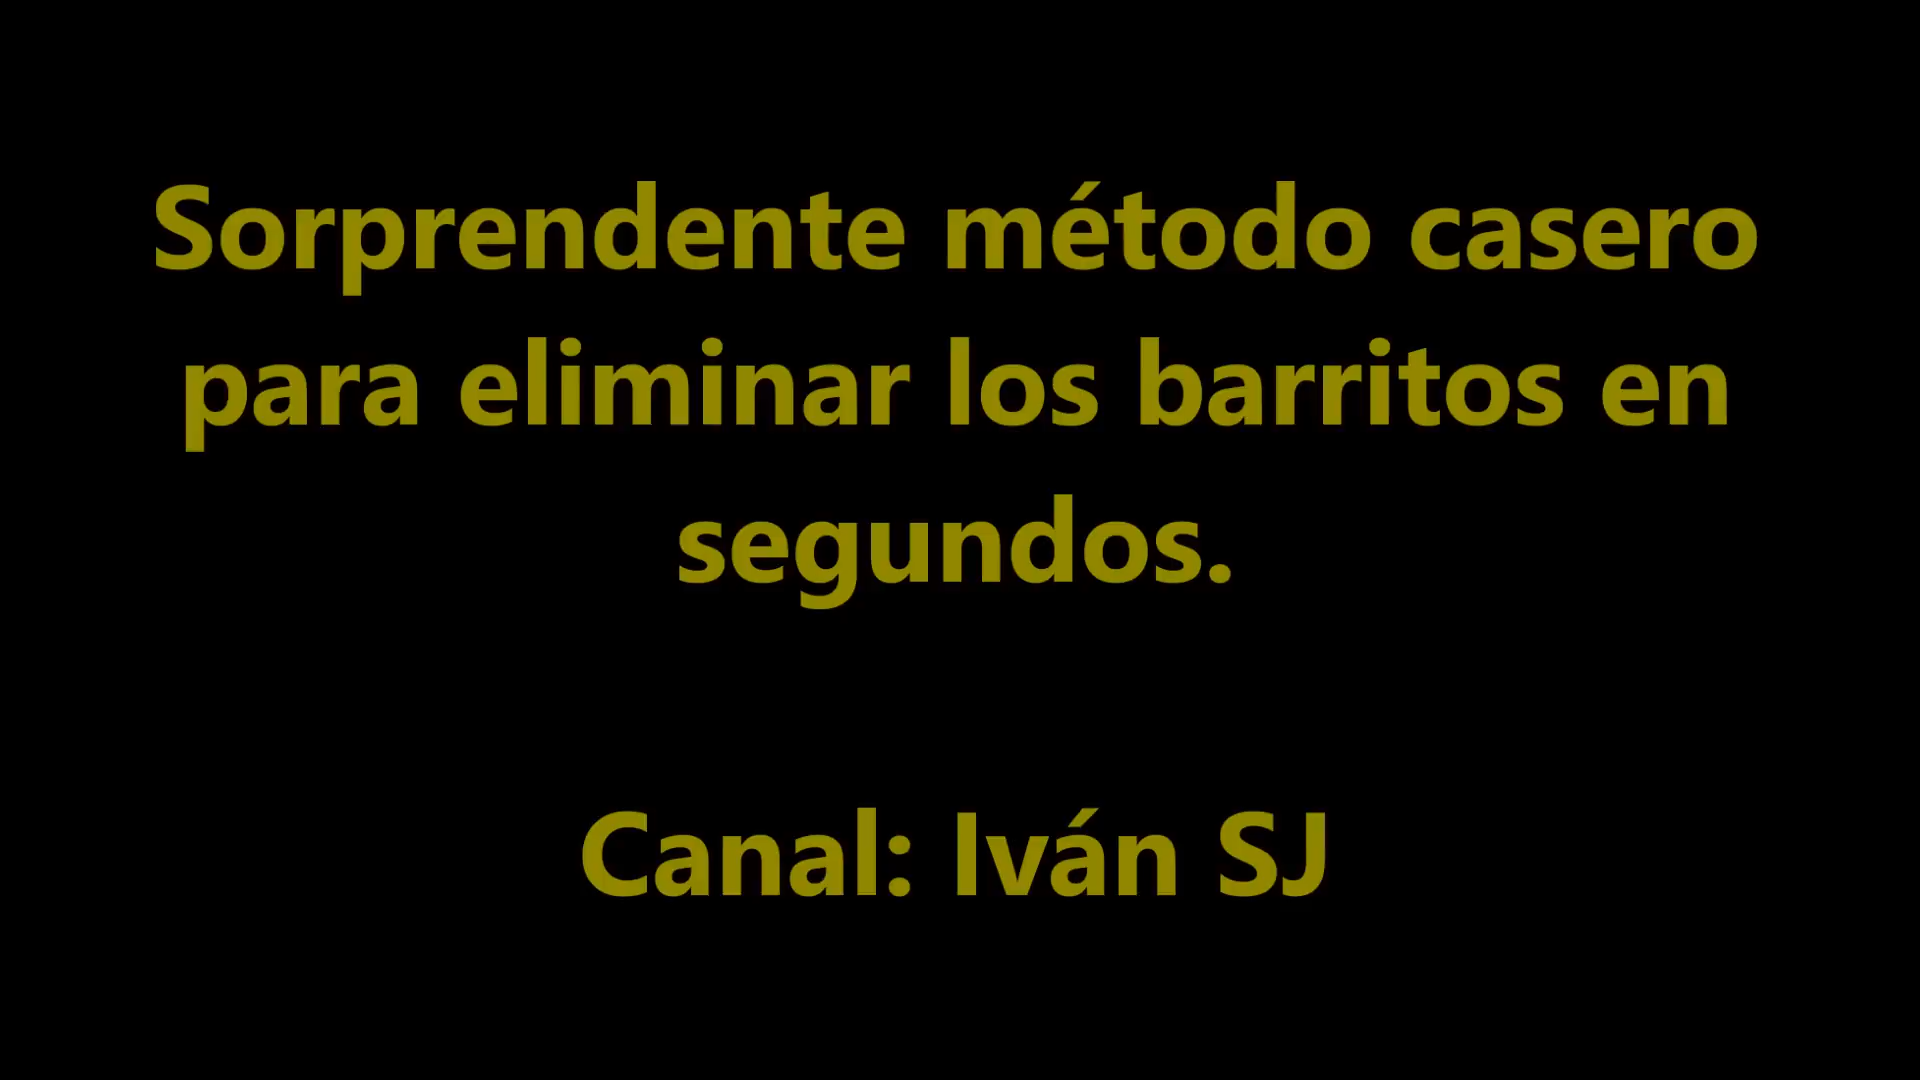 Sorprendente método casero
para eliminar los barritos en
segundos.
Canal: Iván SJ